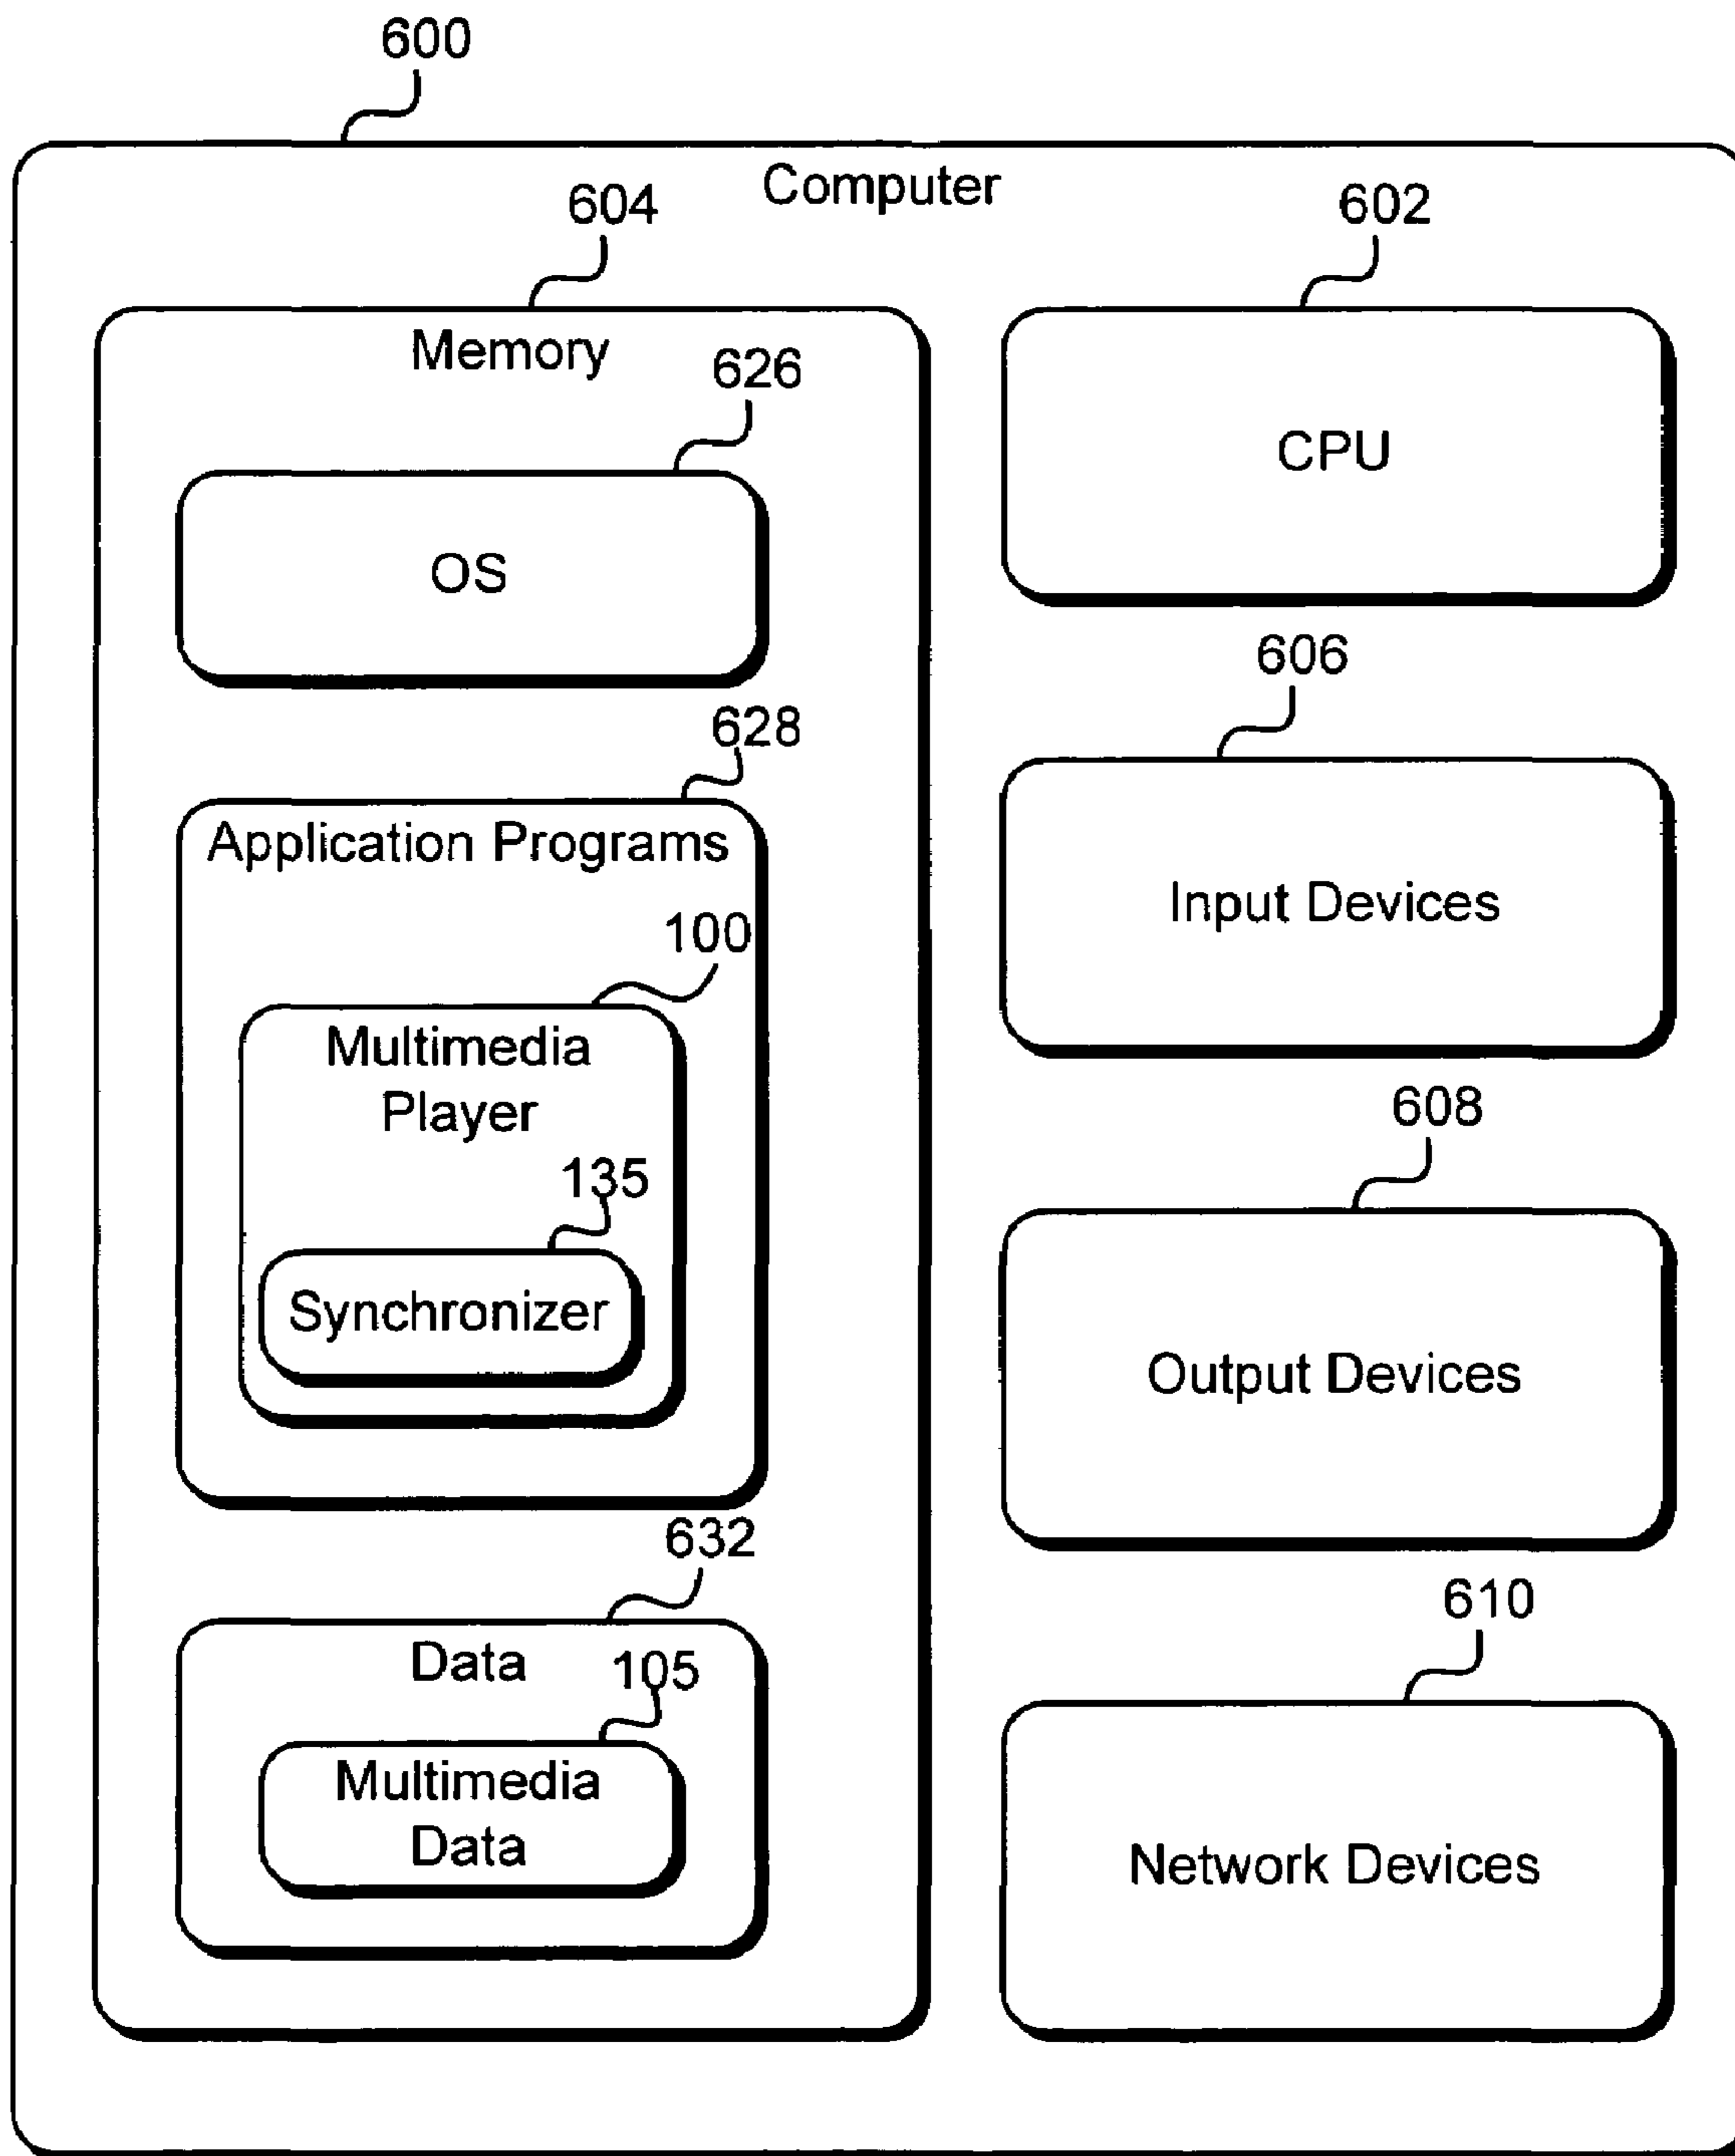 600
Computer
604
602
Memory
626
CPU
OS
606
628
Application Programs
Input Devices
100
Multimedia
Player
608
135
Synchronizer
Output Devices
632
610
Data
105
Multimedia
Data
Network Devices